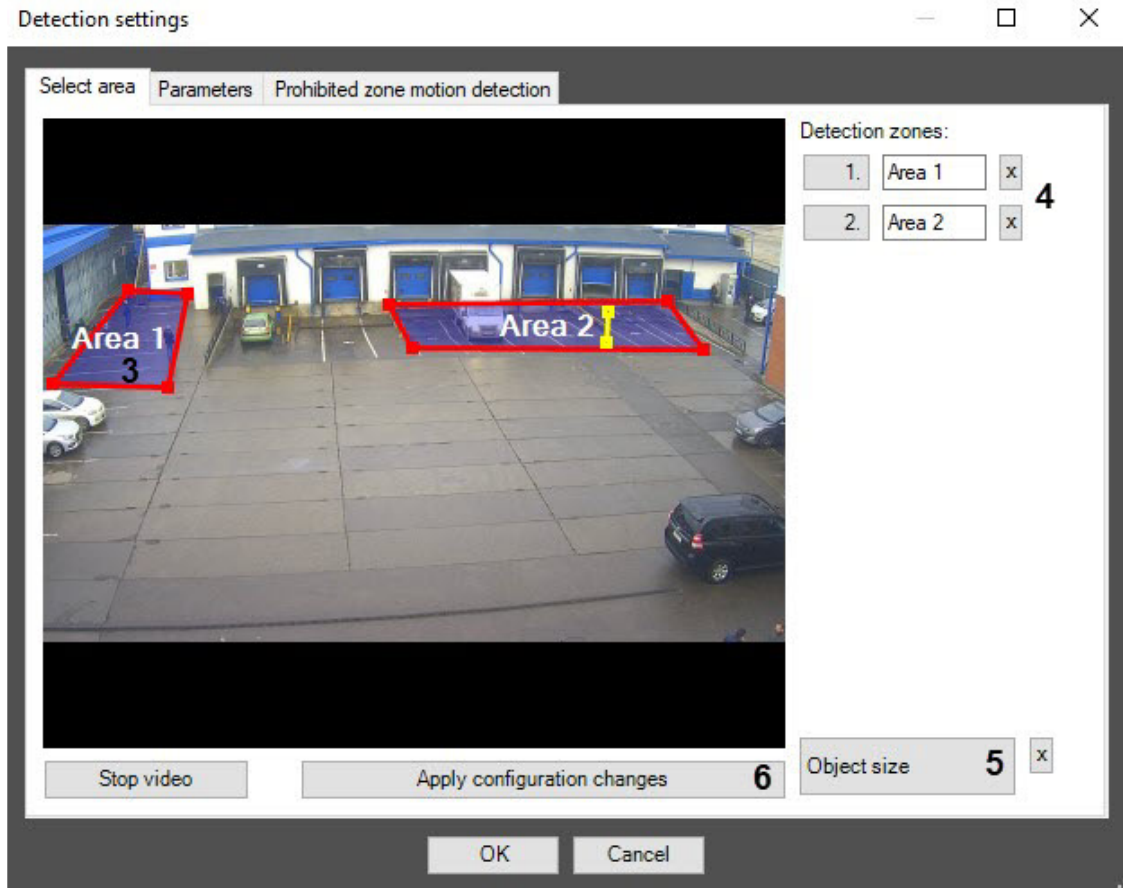 Detection settings
Select area Parameters Prohibited zone motion detection
Detection zones:
1. Area 1 x
4
2. Area 2 x
Area 1
3
Area 2
Stop video
Apply configuration changes 6
Object size 5 x
OK Cancel